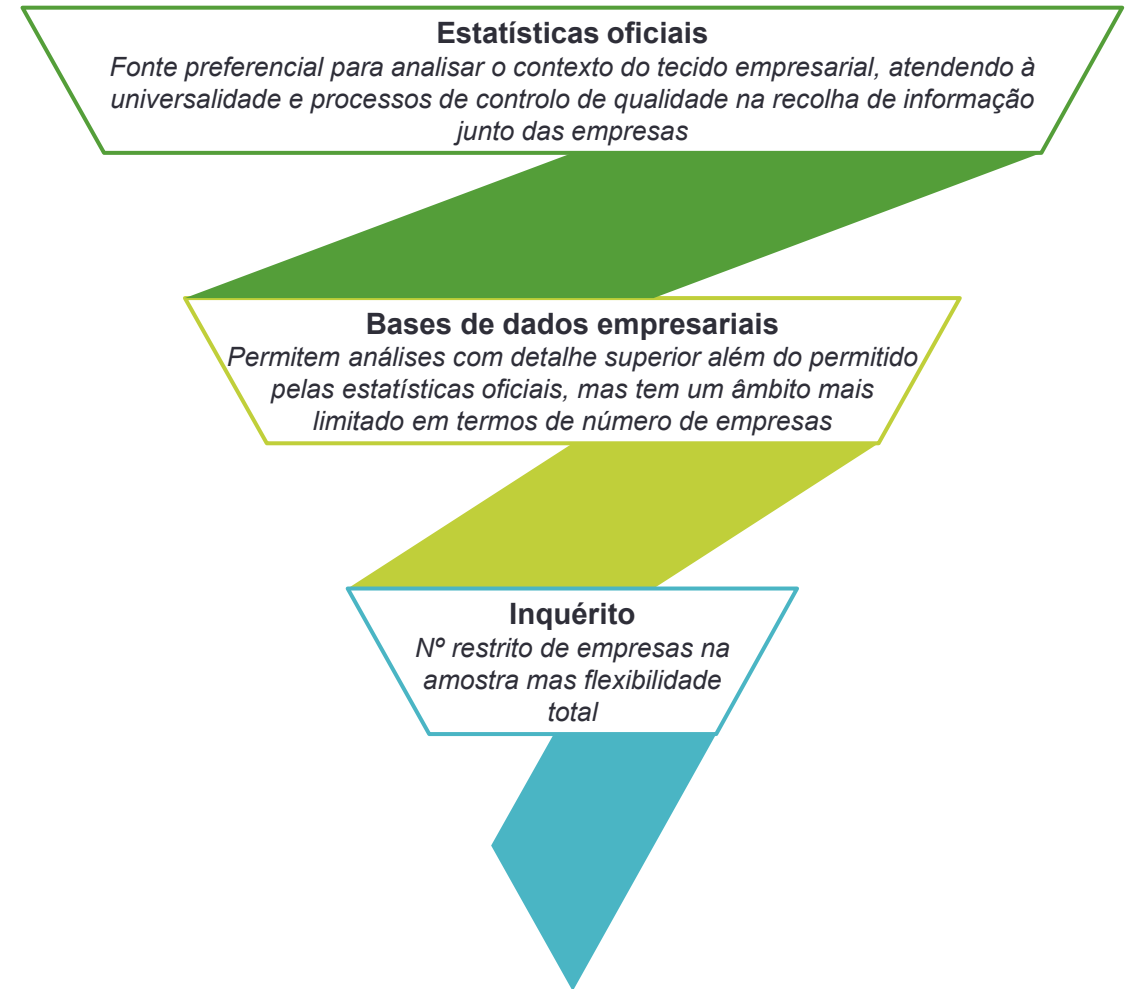 Estatísticas oficiais
Fonte preferencial para analisar o contexto do tecido empresarial, atendendo à
universalidade e processos de controlo de qualidade na recolha de informação
junto das empresas
Bases de dados empresariais
Permitem análises com detalhe superior além do permitido
pelas estatísticas oficiais, mas tem um âmbito mais
limitado em termos de número de empresas
Inquérito
Nº restrito de empresas na
amostra mas flexibilidade
total